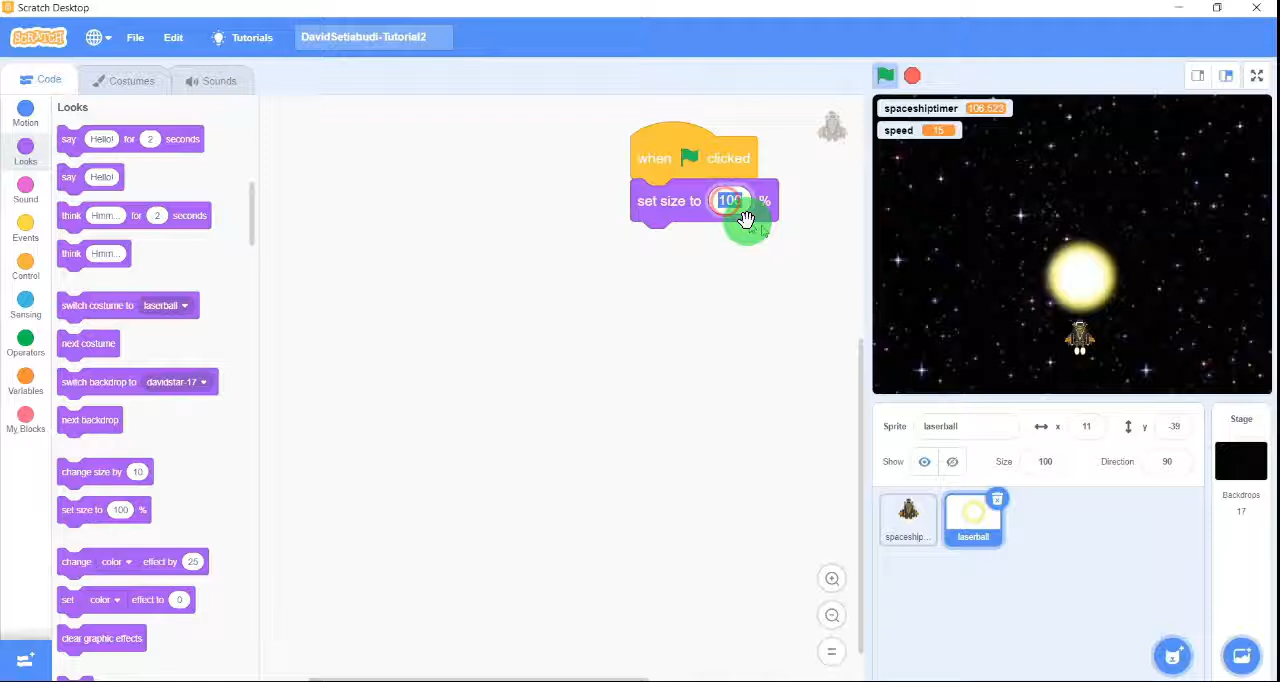 Scratch Desktop
SCRATCH
File
Edit
Tutorials
DavidSetiabudi-Tutorial2
Code
Costumes
Sounds
Motion
Looks
Sound
Events
Control
Sensing
Operators
Variables
My Blocks
Looks
say Hello! for 2 seconds
say Hello!
think Hmm... for 2 seconds
think Hmm...
switch costume to laserball
next costume
switch backdrop to davidstar-17
next backdrop
change size by 10
set size to 100 %
change color effect by 25
set color effect to 0
clear graphic effects
when clicked
set size to 100 %
spaceshiptimer 106.523
speed 15
Sprite laserball x 11 y -39
Show Size 100 Direction 90
spaceship...
laserball
Stage
Backdrops
17